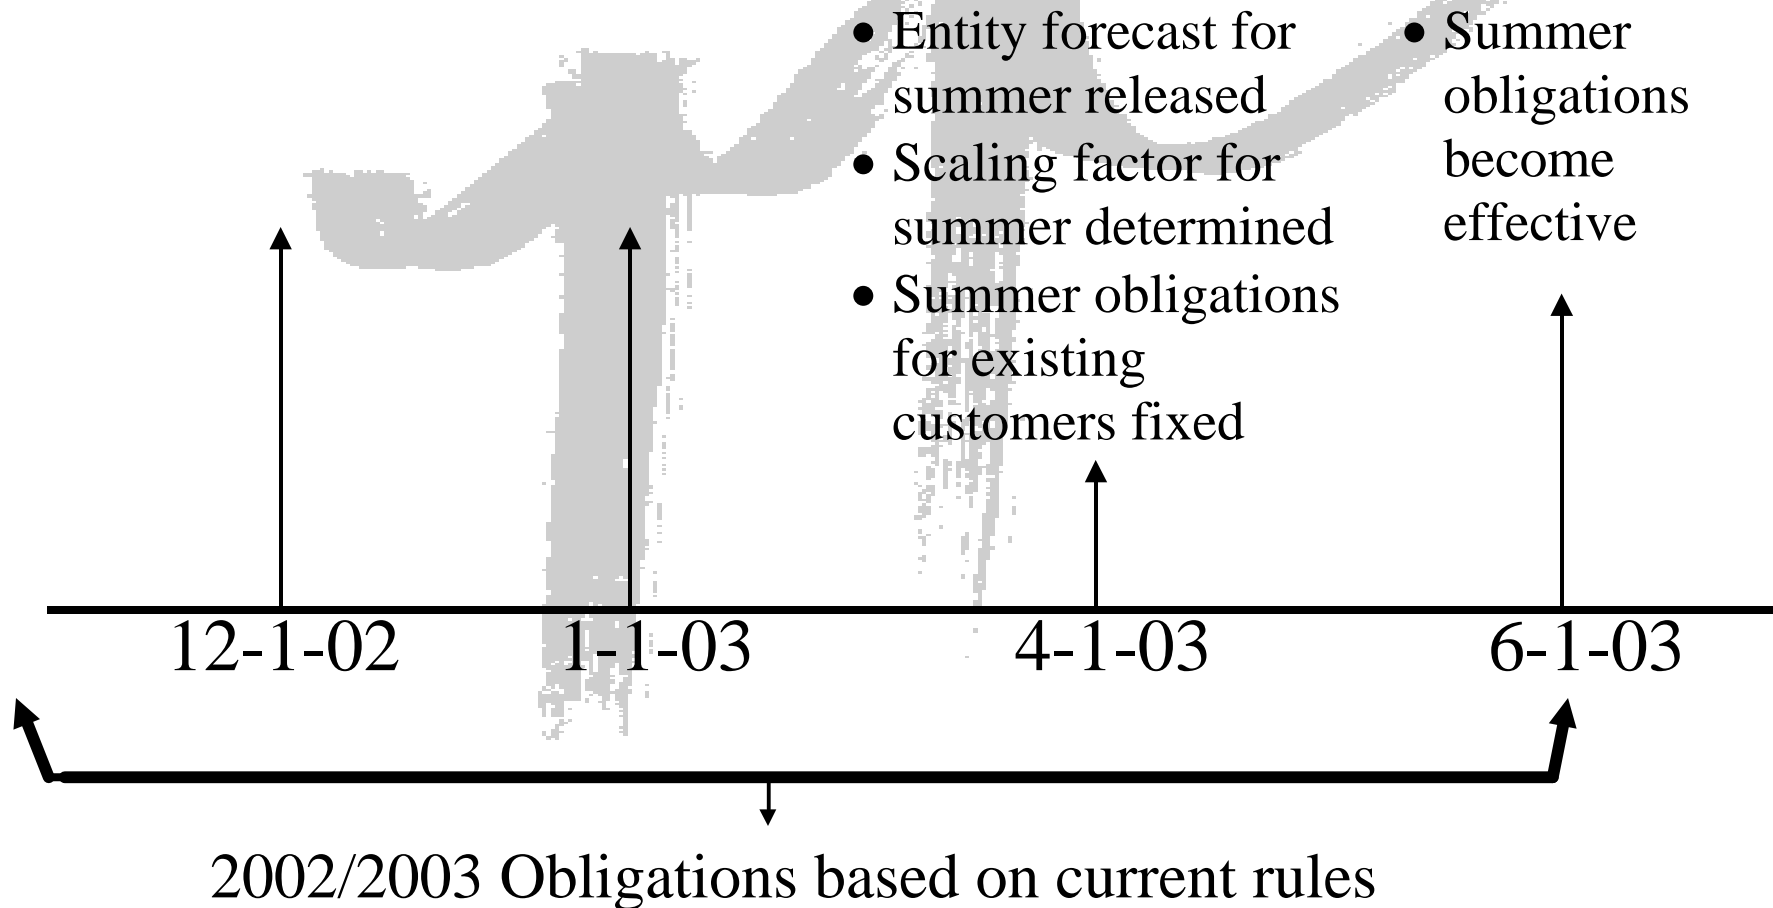 • Entity forecast for
summer released
• Scaling factor for
summer determined
• Summer obligations
for existing
customers fixed
• Summer
obligations
become
effective
12-1-02
1-1-03
4-1-03
6-1-03
2002/2003 Obligations based on current rules